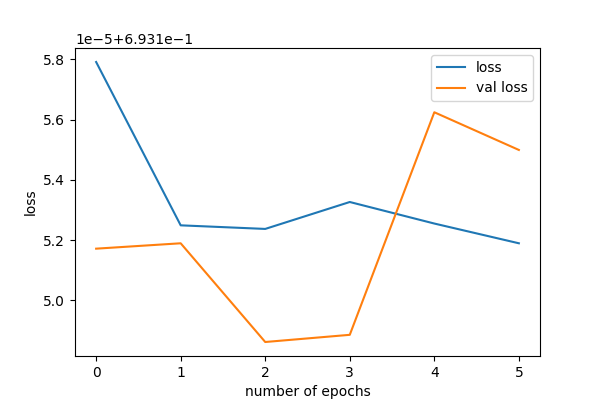 1e−5+6.931e−1
5.8
5.6
5.4
5.2
5.0
loss
loss
val loss
0 1 2 3 4 5
number of epochs